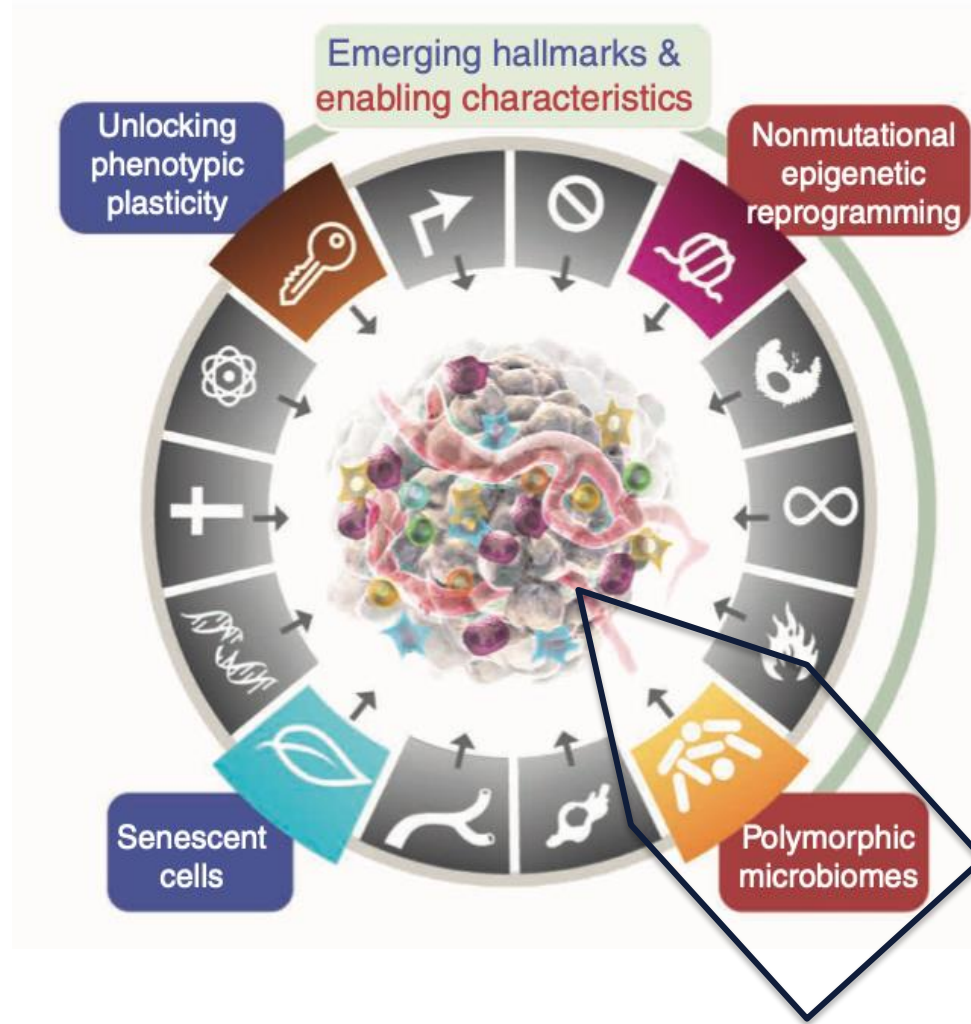 Emerging hallmarks &
enabling characteristics
Unlocking
phenotypic
plasticity
Nonmutational
epigenetic
reprogramming
Senescent
cells
Polymorphic
microbiomes